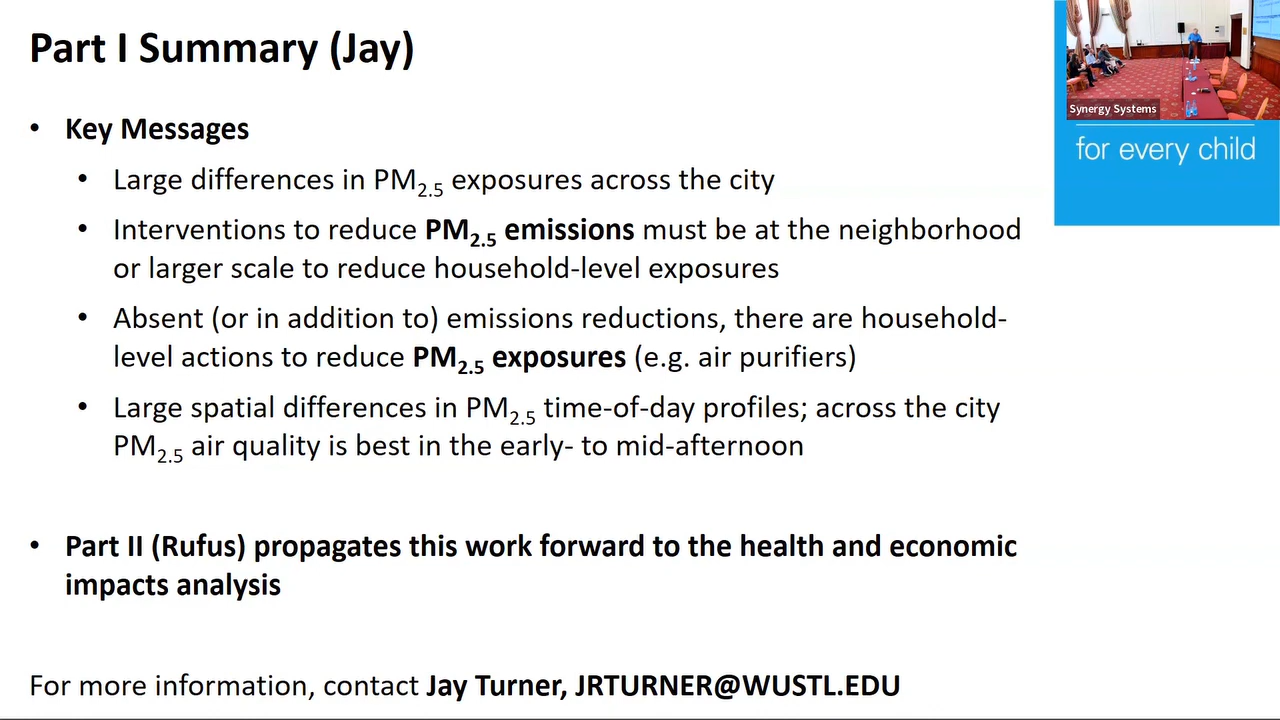 Part I Summary (Jay)
• Key Messages
• Large differences in PM2.5 exposures across the city
• Interventions to reduce PM2.5 emissions must be at the neighborhood
or larger scale to reduce household-level exposures
• Absent (or in addition to) emissions reductions, there are household-
level actions to reduce PM2.5 exposures (e.g. air purifiers)
• Large spatial differences in PM2.5 time-of-day profiles; across the city
PM2.5 air quality is best in the early- to mid-afternoon
• Part II (Rufus) propagates this work forward to the health and economic
impacts analysis
For more information, contact Jay Turner, JRTURNER@WUSTL.EDU
Synergy Systems
for every child